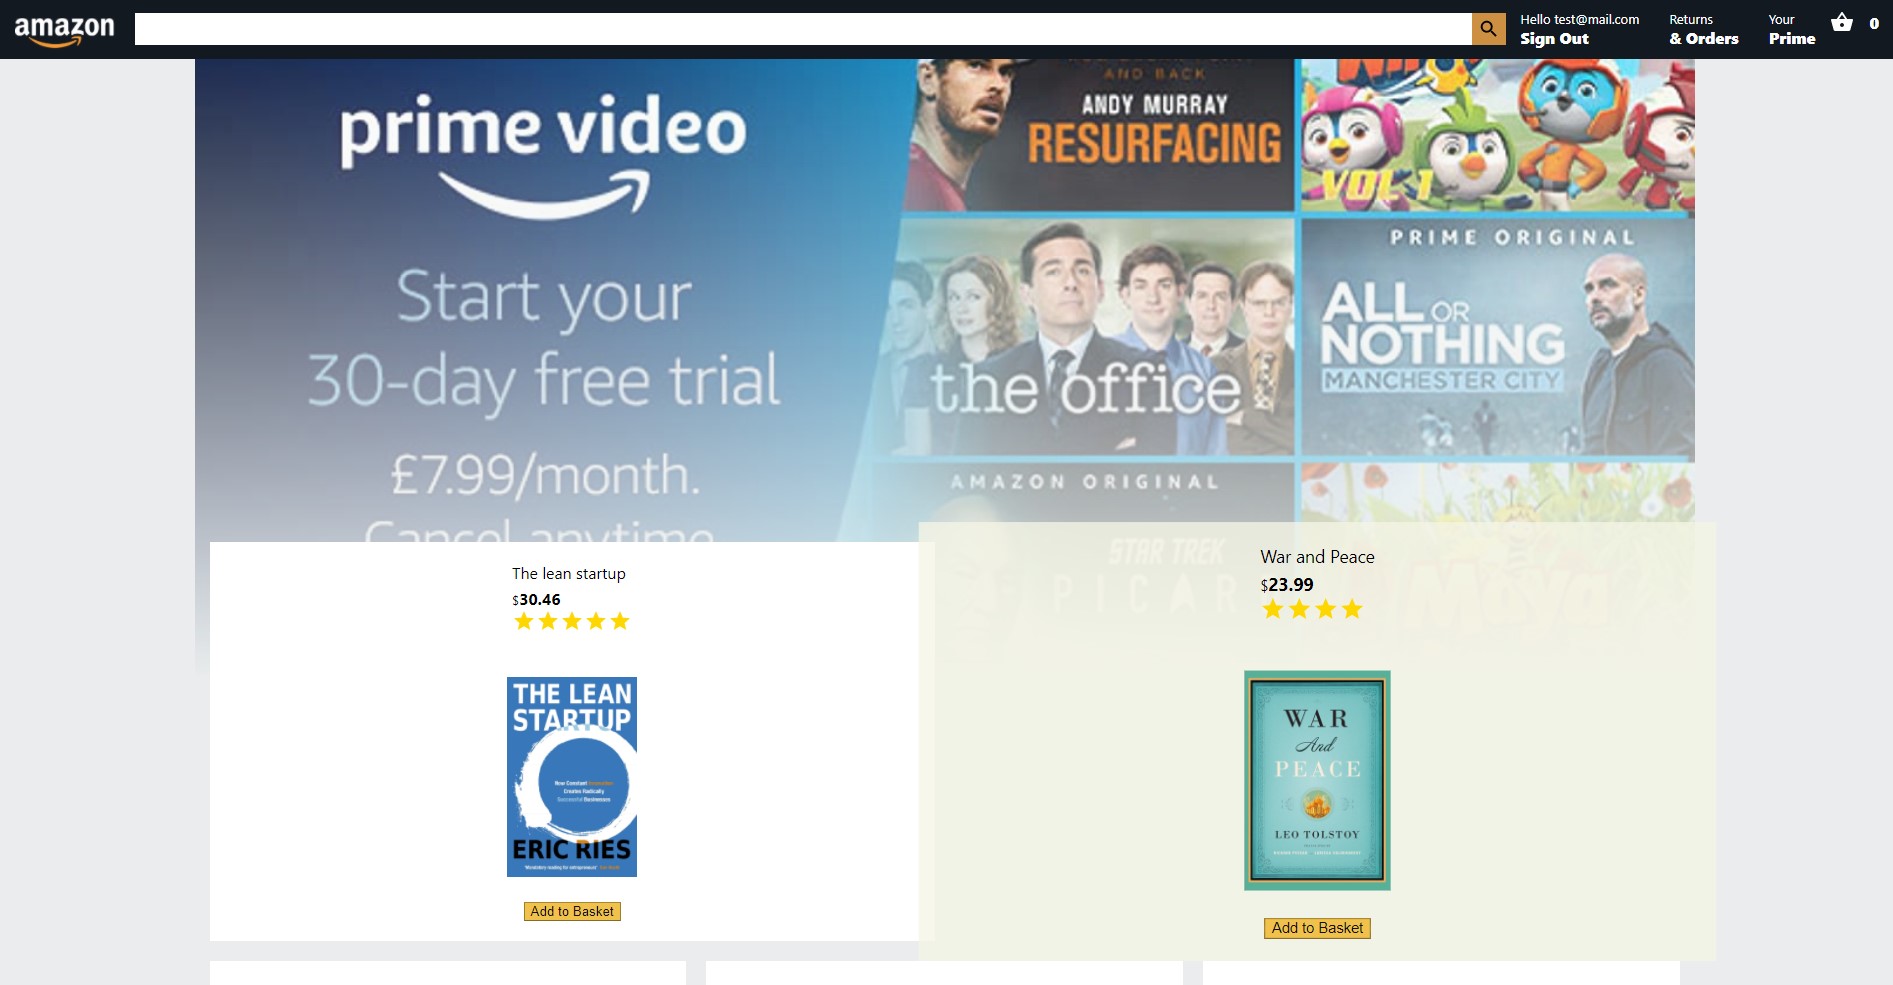 amazon
Hello test@mail.com
Sign Out
Returns
& Orders
Your
Prime
0
prime video
Start your
30-day free trial
£7.99/month.
Cancel anytime
AND BACK
ANDY MURRAY
RESURFACING
VOL 1
the office
PRIME ORIGINAL
ALL OR
NOTHING
MANCHESTER CITY
AMAZON ORIGINAL
STAR TREK
PICAR
Maya
The lean startup
$30.46
THE LEAN
STARTUP
How Constant Innovation
Creates Radically
Successful Businesses
ERIC RIES
Add to Basket
War and Peace
$23.99
WAR
And
PEACE
LEO TOLSTOY
Add to Basket